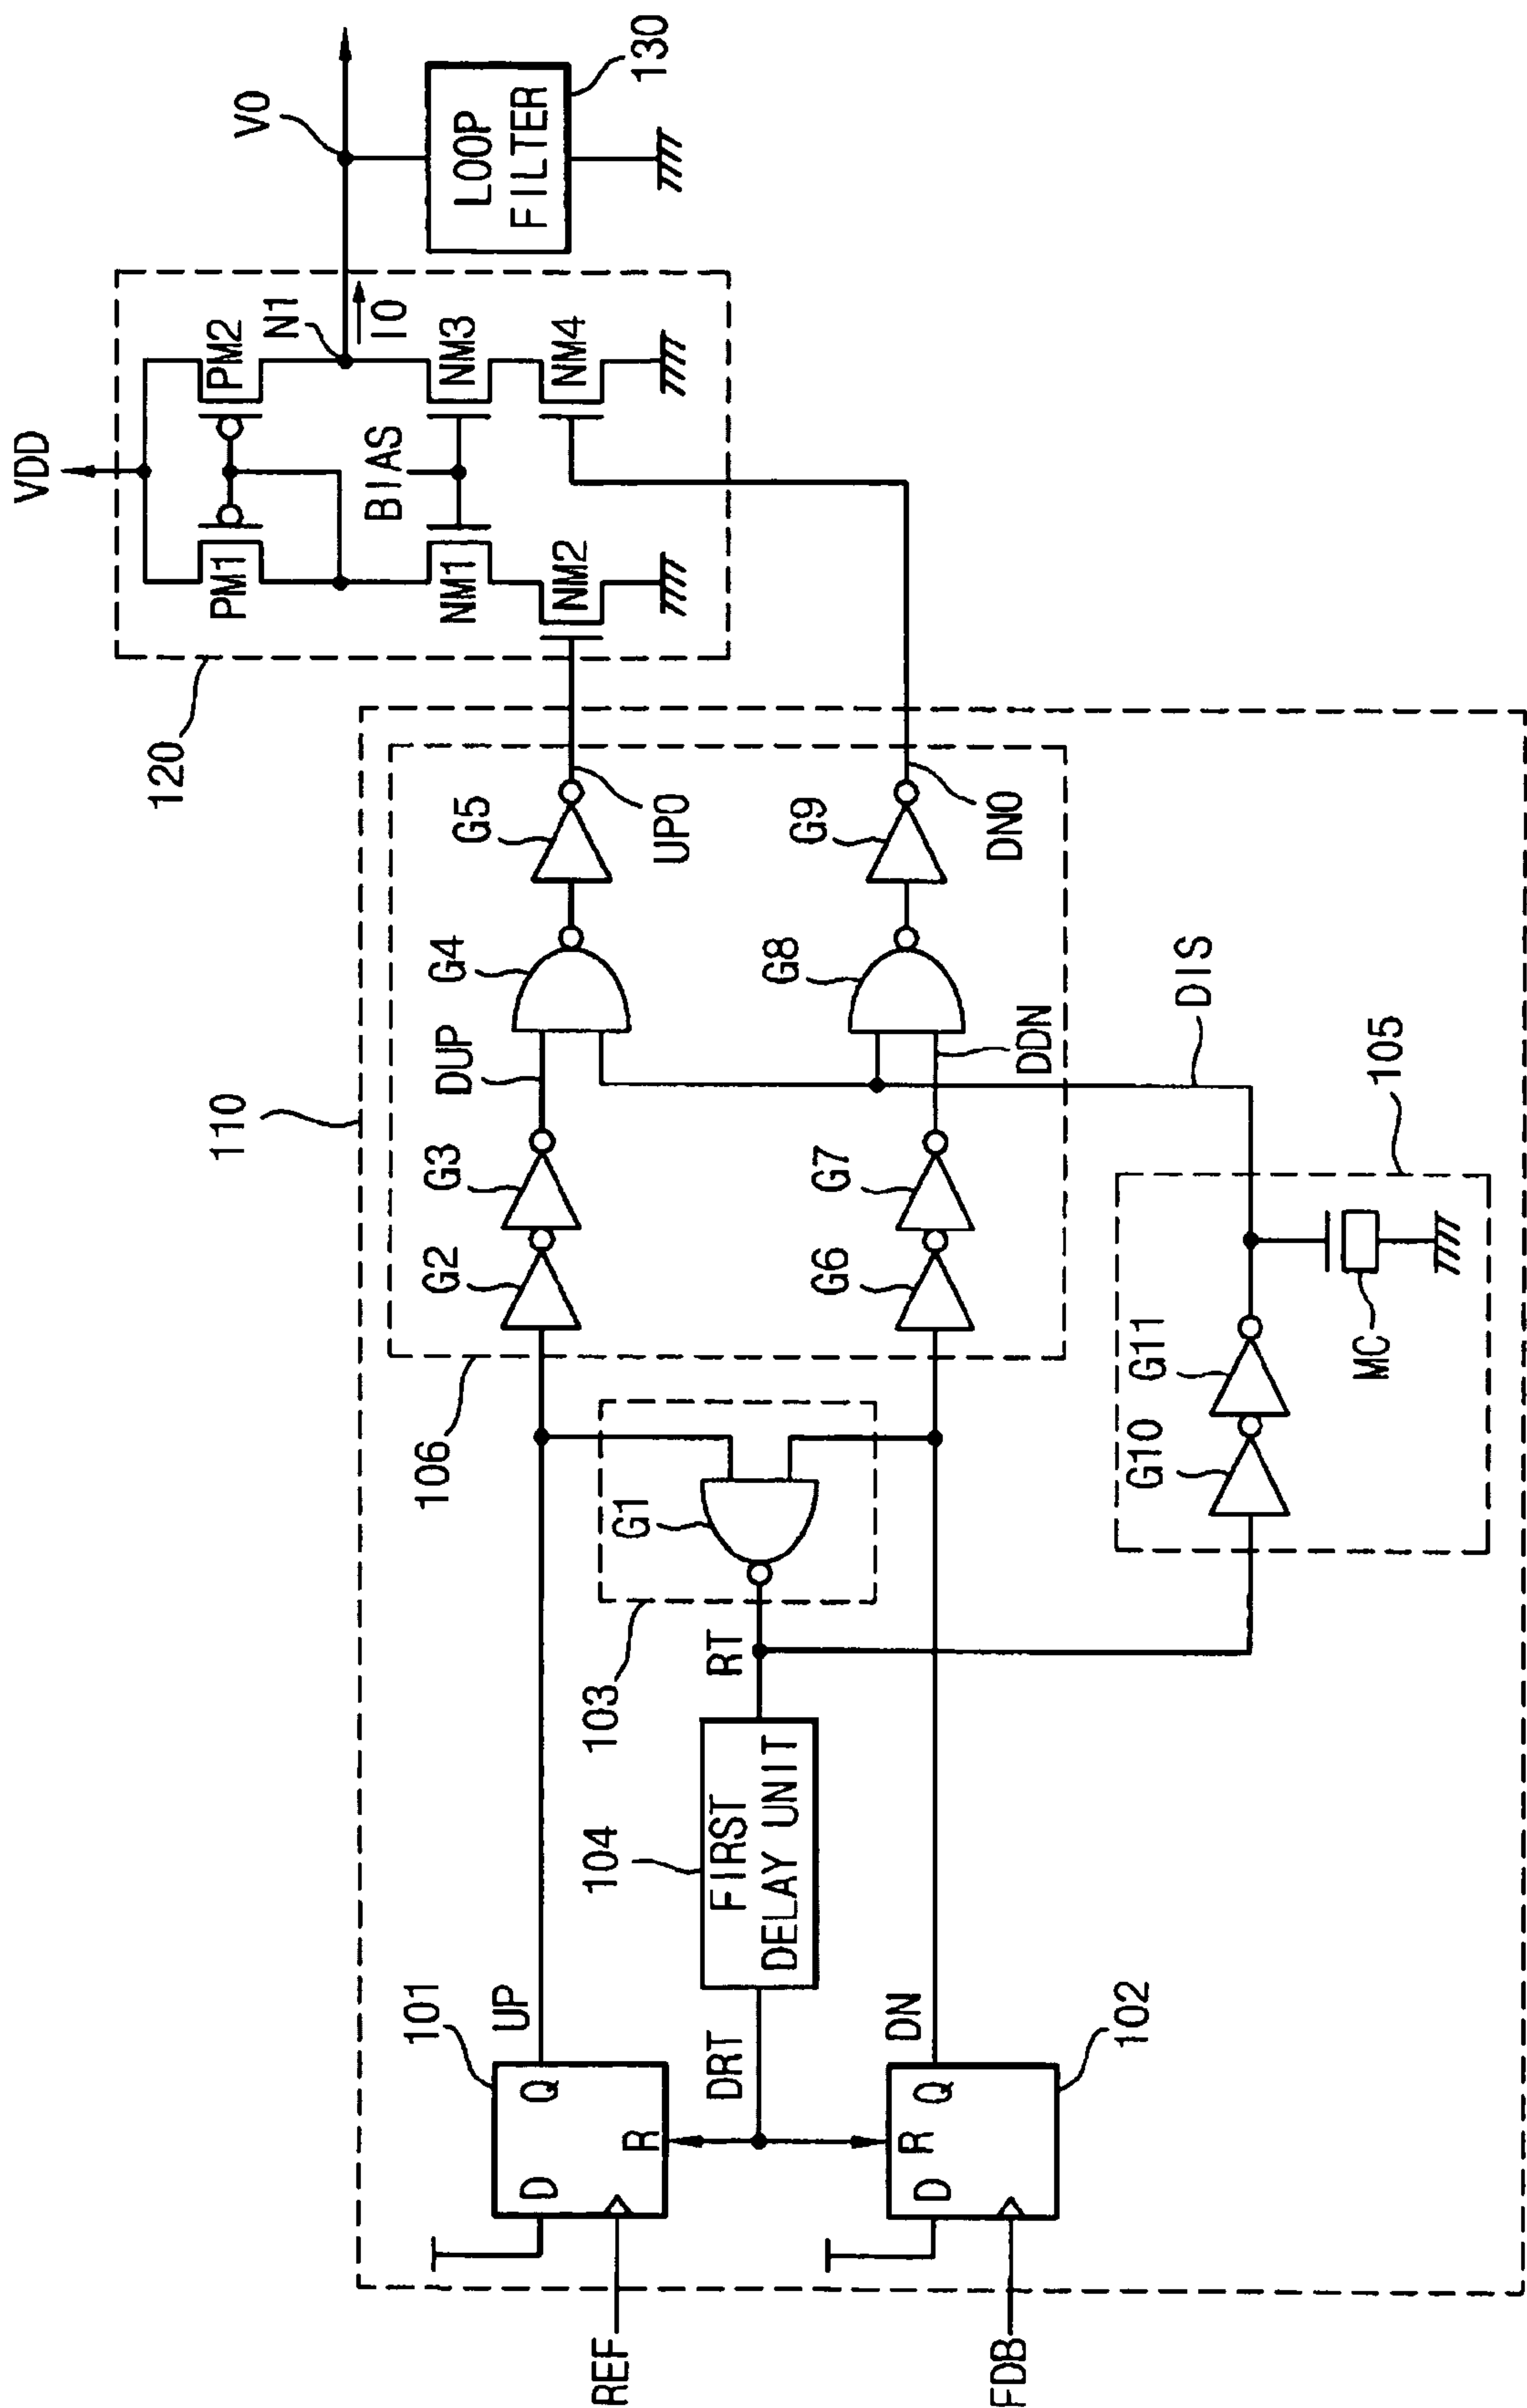 VDD
120
PM1
PM2
N1
IO
BIAS
NM1
NM3
NM2
NM4
VO
LOOP
FILTER
130
110
106
G2
G3
DUP
G4
G5
UPO
G6
G7
DDN
G8
G9
DNO
101
D
Q
R
UP
REF
103
G1
RT
104
FIRST
DELAY UNIT
DRT
102
D
Q
R
DN
FDB
G10
G11
MC
105
DIS